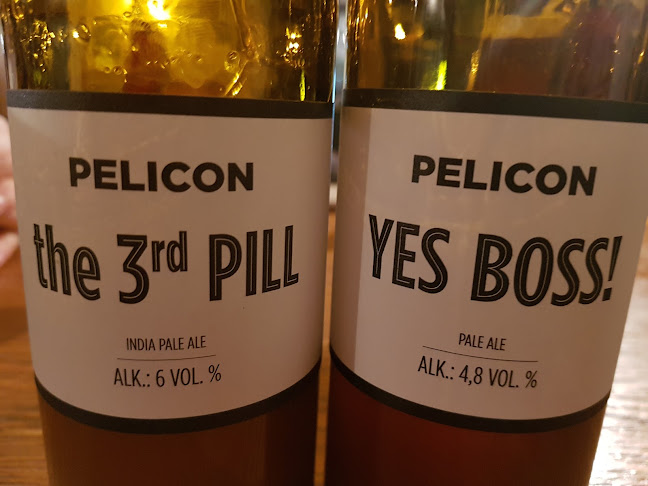 PELICON
the 3rd PILL
INDIA PALE ALE
ALK.: 6 VOL. %
PELICON
YES BOSS!
PALE ALE
ALK.: 4,8 VOL. %